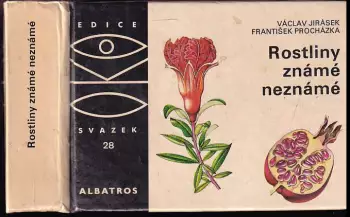 Rostliny známé neznámé
EDICE
OKO
SVAZEK
28
ALBATROS
VÁCLAV JIRÁSEK
FRANTIŠEK PROCHÁZKA
Rostliny
známé
neznámé